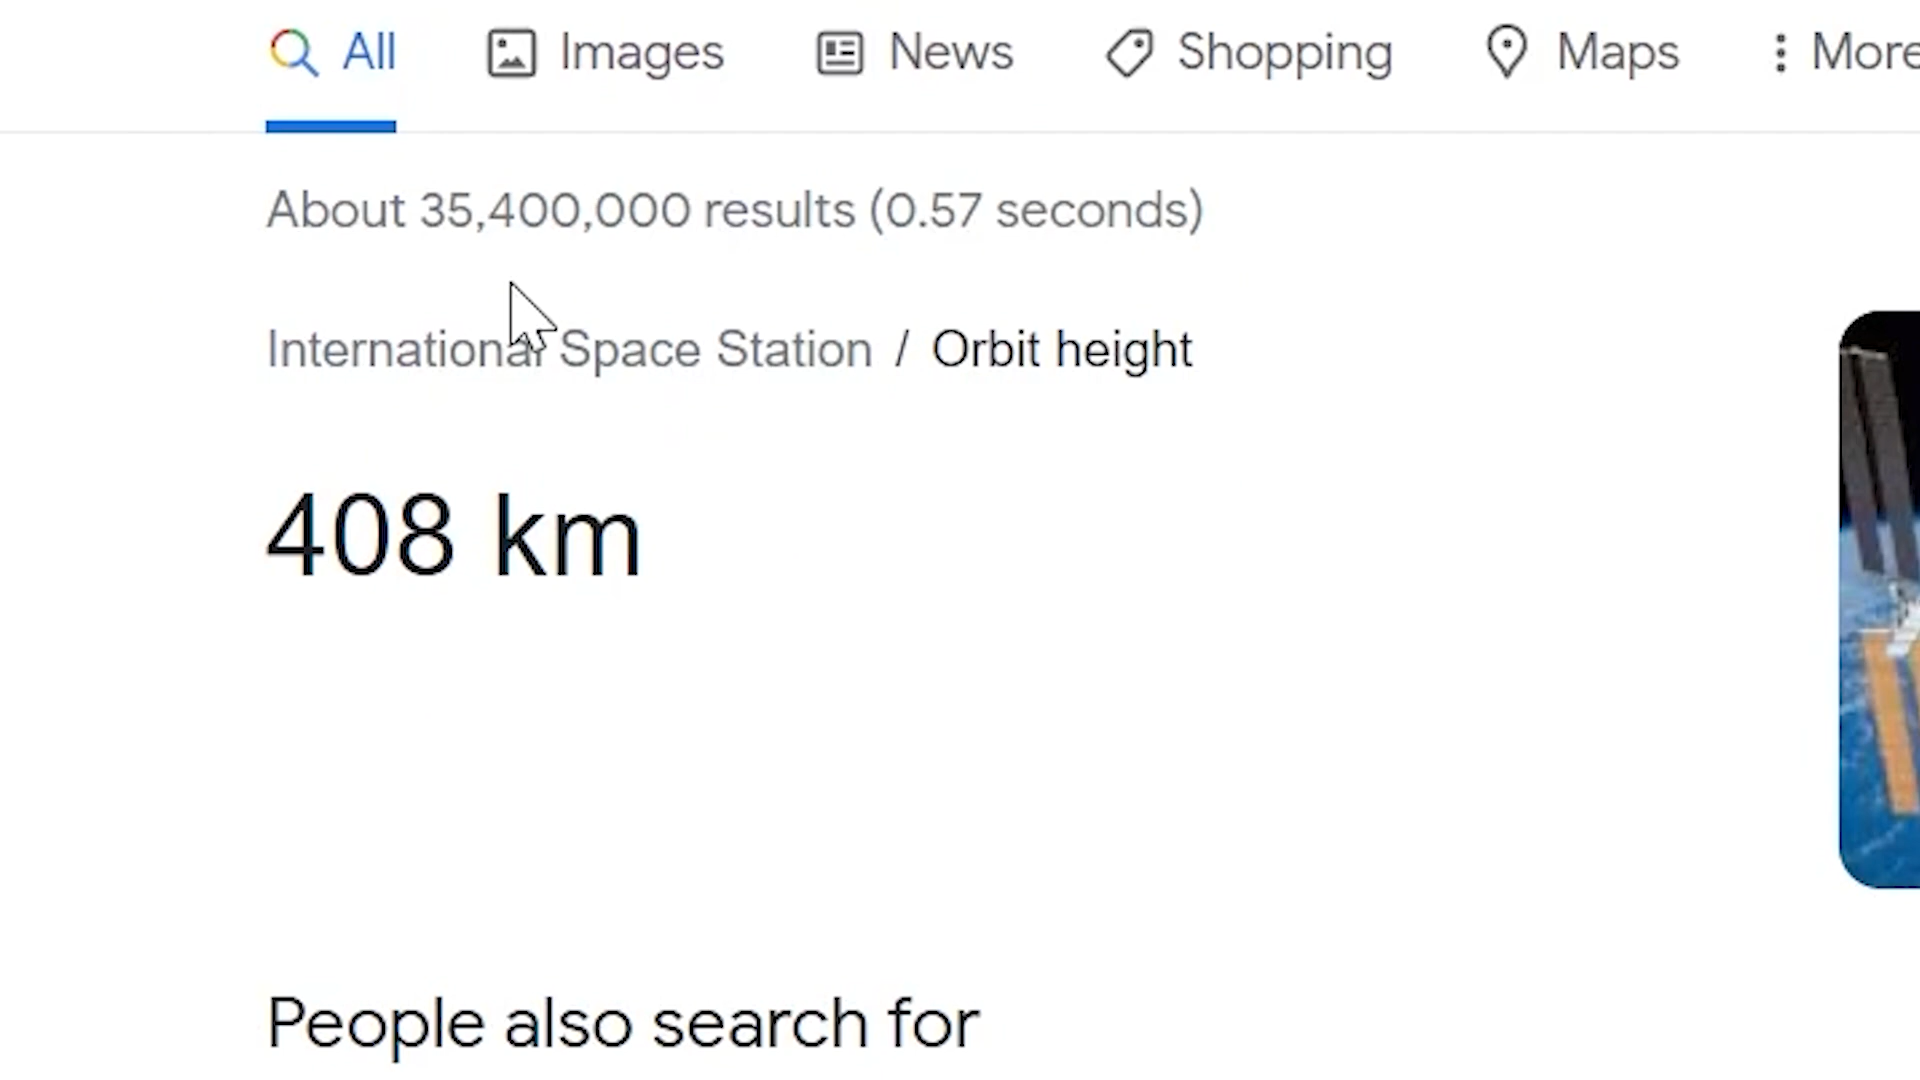 All Images News Shopping Maps More
About 35,400,000 results (0.57 seconds)
International Space Station / Orbit height
408 km
People also search for